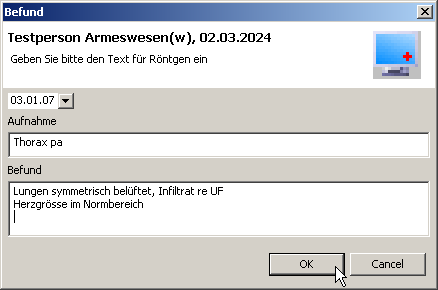 Befund
Testperson Armeswesen(w), 02.03.2024
Geben Sie bitte den Text für Röntgen ein
03.01.07
Aufnahme
Thorax pa
Befund
Lungen symmetrisch belüftet, Infiltrat re UF
Herzgrösse im Normbereich
OK
Cancel